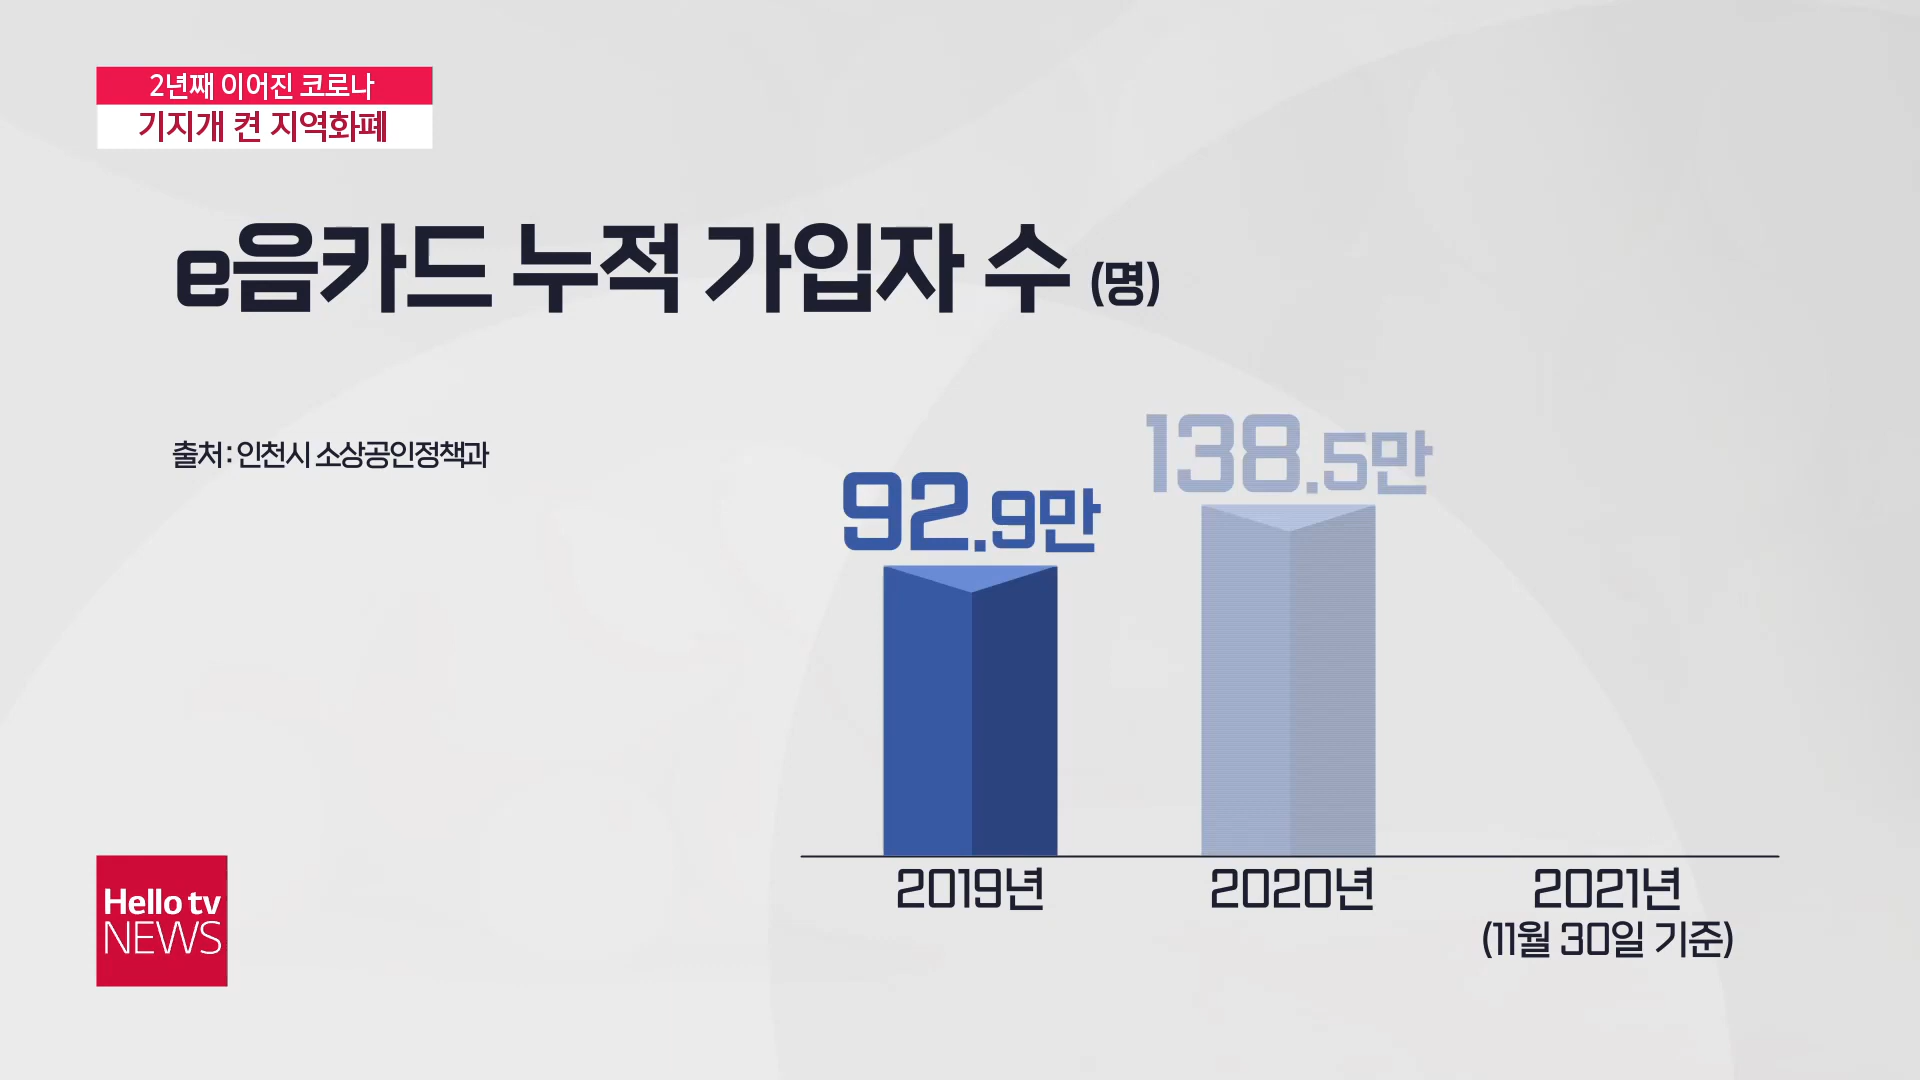 2년째 이어진 코로나
기지개 켠 지역화폐
e음카드 누적 가입자 수 (명)
출처 : 인천시 소상공인정책과
92.9만
138.5만
2019년
2020년
2021년
(11월 30일 기준)
Hello tv
NEWS